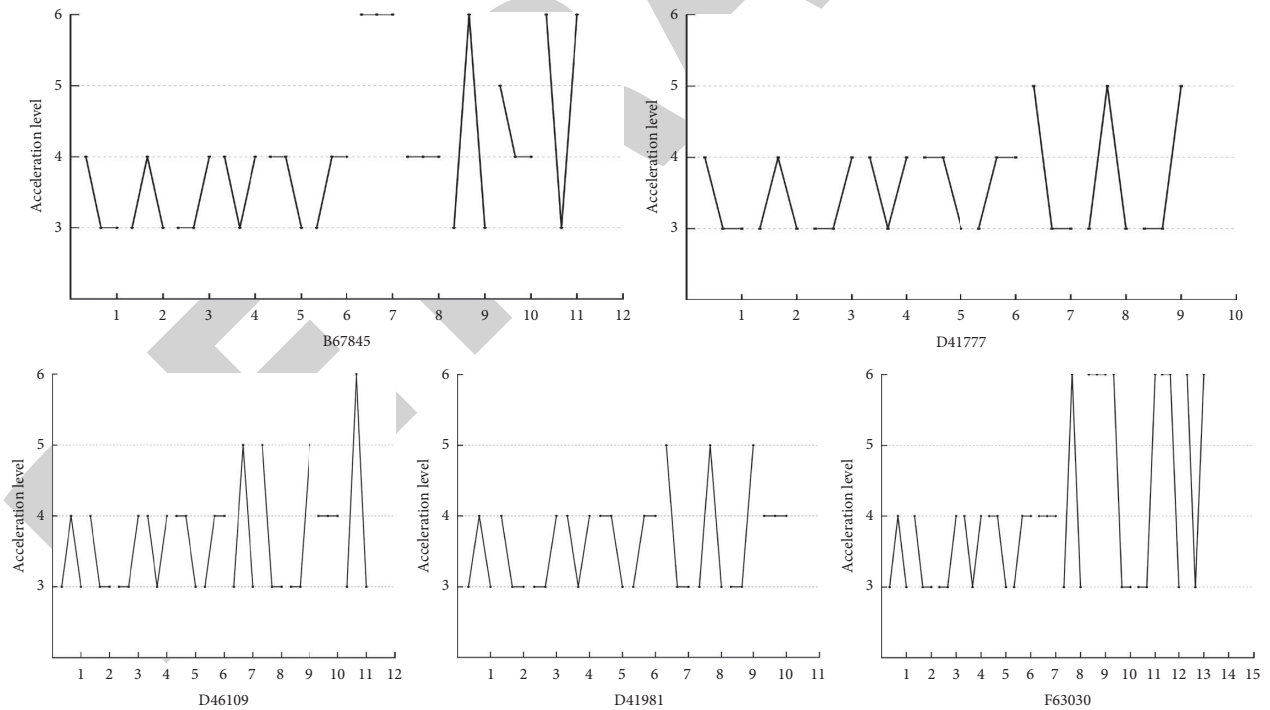 6
5
4
3
Acceleration level
1 2 3 4 5 6 7 8 9 10 11 12
B67845
6
5
4
3
Acceleration level
1 2 3 4 5 6 7 8 9 10
D41777
6
5
4
3
Acceleration level
1 2 3 4 5 6 7 8 9 10 11 12
D46109
6
5
4
3
Acceleration level
1 2 3 4 5 6 7 8 9 10 11
D41981
6
5
4
3
Acceleration level
1 2 3 4 5 6 7 8 9 10 11 12 13 14 15
F63030